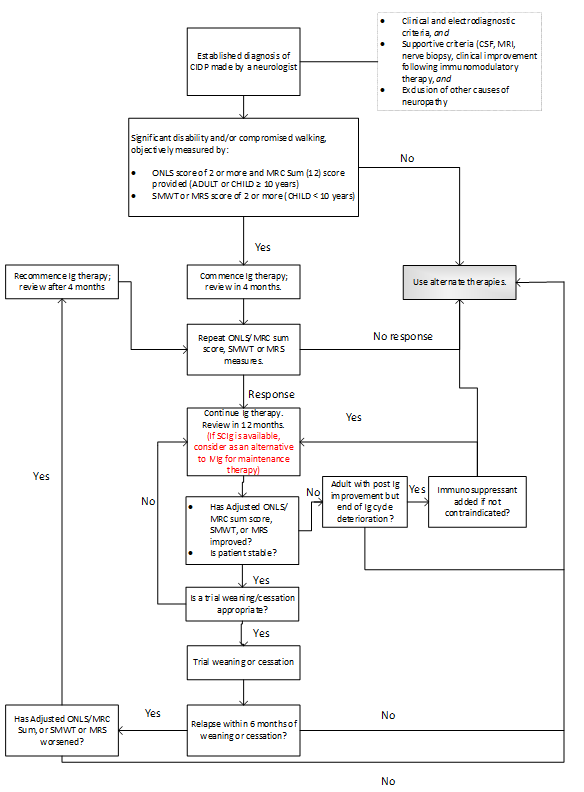 Established diagnosis of
CIDP made by a neurologist
• Clinical and electrodiagnostic
criteria, and
• Supportive criteria (CSF, MRI,
nerve biopsy, clinical improvement
following immunomodulatory
therapy, and
• Exclusion of other causes of
neuropathy
Significant disability and/or compromised walking,
objectively measured by:
• ONLS score of 2 or more and MRC Sum (12) score
provided (ADULT or CHILD ≥ 10 years)
• SMWT or MRS score of 2 or more (CHILD < 10 years)
No
Yes
Recommence Ig therapy;
review after 4 months
Commence Ig therapy;
review in 4 months.
Use alternate therapies.
Repeat ONLS/ MRC sum
score, SMWT or MRS
measures.
No response
Response
Continue Ig therapy.
Review in 12 months.
(If SCIg is available,
consider as an alternative
to IVIg for maintenance
therapy)
Yes
Yes
No
• Has Adjusted ONLS/
MRC sum score,
SMWT, or MRS
improved?
• Is patient stable?
No
Adult with post Ig
improvement but
end of Ig cycle
deterioration?
Yes
Immunosuppressant
added if not
contraindicated?
Yes
Is a trial weaning/cessation
appropriate?
Yes
Trial weaning or cessation
Has Adjusted ONLS/MRC
Sum, or SMWT or MRS
worsened?
Yes
Relapse within 6 months of
weaning or cessation?
No
No